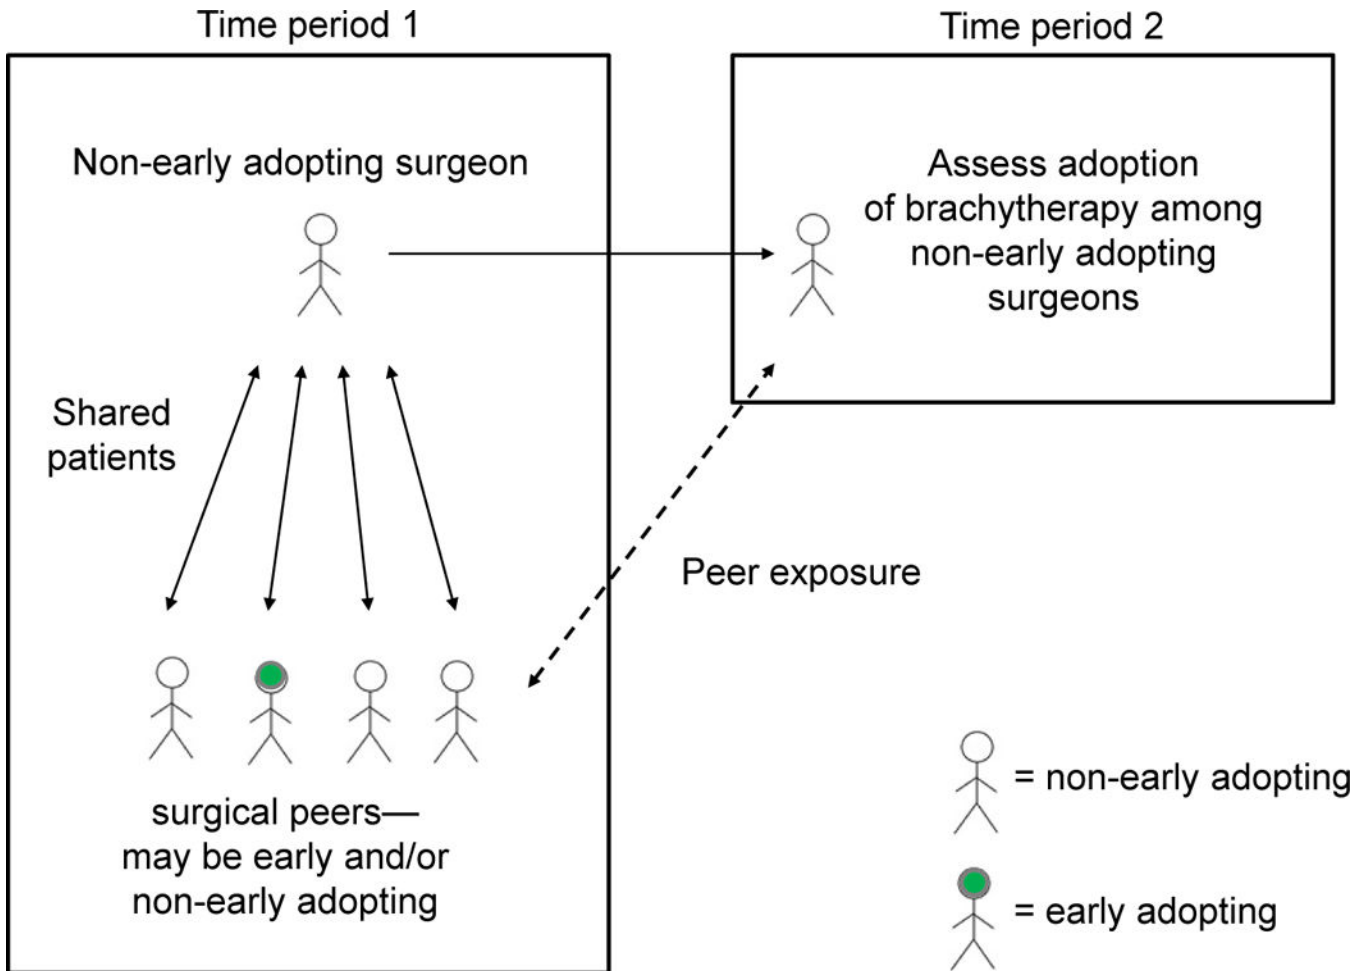 Time period 1
Non-early adopting surgeon
Shared
patients
surgical peers—
may be early and/or
non-early adopting
Time period 2
Assess adoption
of brachytherapy among
non-early adopting
surgeons
Peer exposure
= non-early adopting
= early adopting